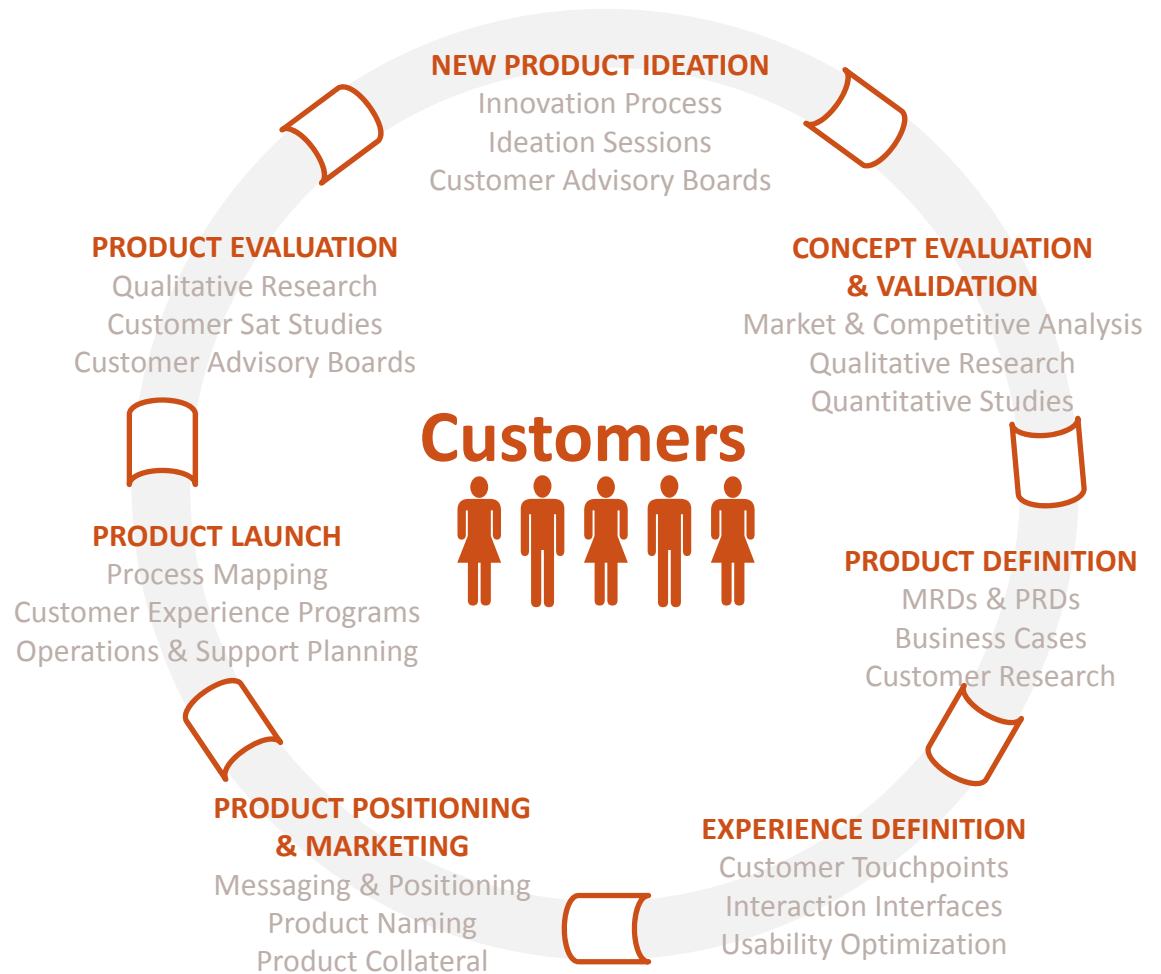 NEW PRODUCT IDEATION
Innovation Process
Ideation Sessions
Customer Advisory Boards
CONCEPT EVALUATION
& VALIDATION
Market & Competitive Analysis
Qualitative Research
Quantitative Studies
PRODUCT DEFINITION
MRDs & PRDs
Business Cases
Customer Research
EXPERIENCE DEFINITION
Customer Touchpoints
Interaction Interfaces
Usability Optimization
PRODUCT POSITIONING
& MARKETING
Messaging & Positioning
Product Naming
Product Collateral
PRODUCT LAUNCH
Process Mapping
Customer Experience Programs
Operations & Support Planning
PRODUCT EVALUATION
Qualitative Research
Customer Sat Studies
Customer Advisory Boards
Customers